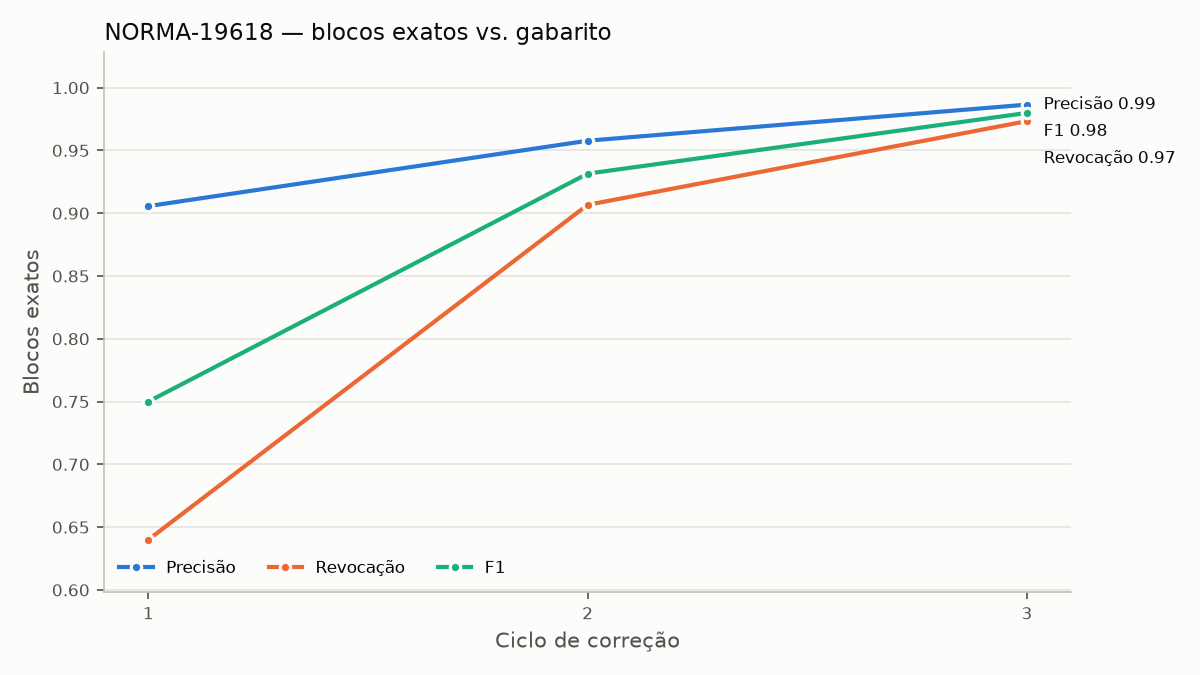 NORMA-19618 — blocos exatos vs. gabarito
Blocos exatos
1.00
0.95
0.90
0.85
0.80
0.75
0.70
0.65
0.60
Precisão 0.99
F1 0.98
Revocação 0.97
Precisão Revocação F1
1 2 3
Ciclo de correção